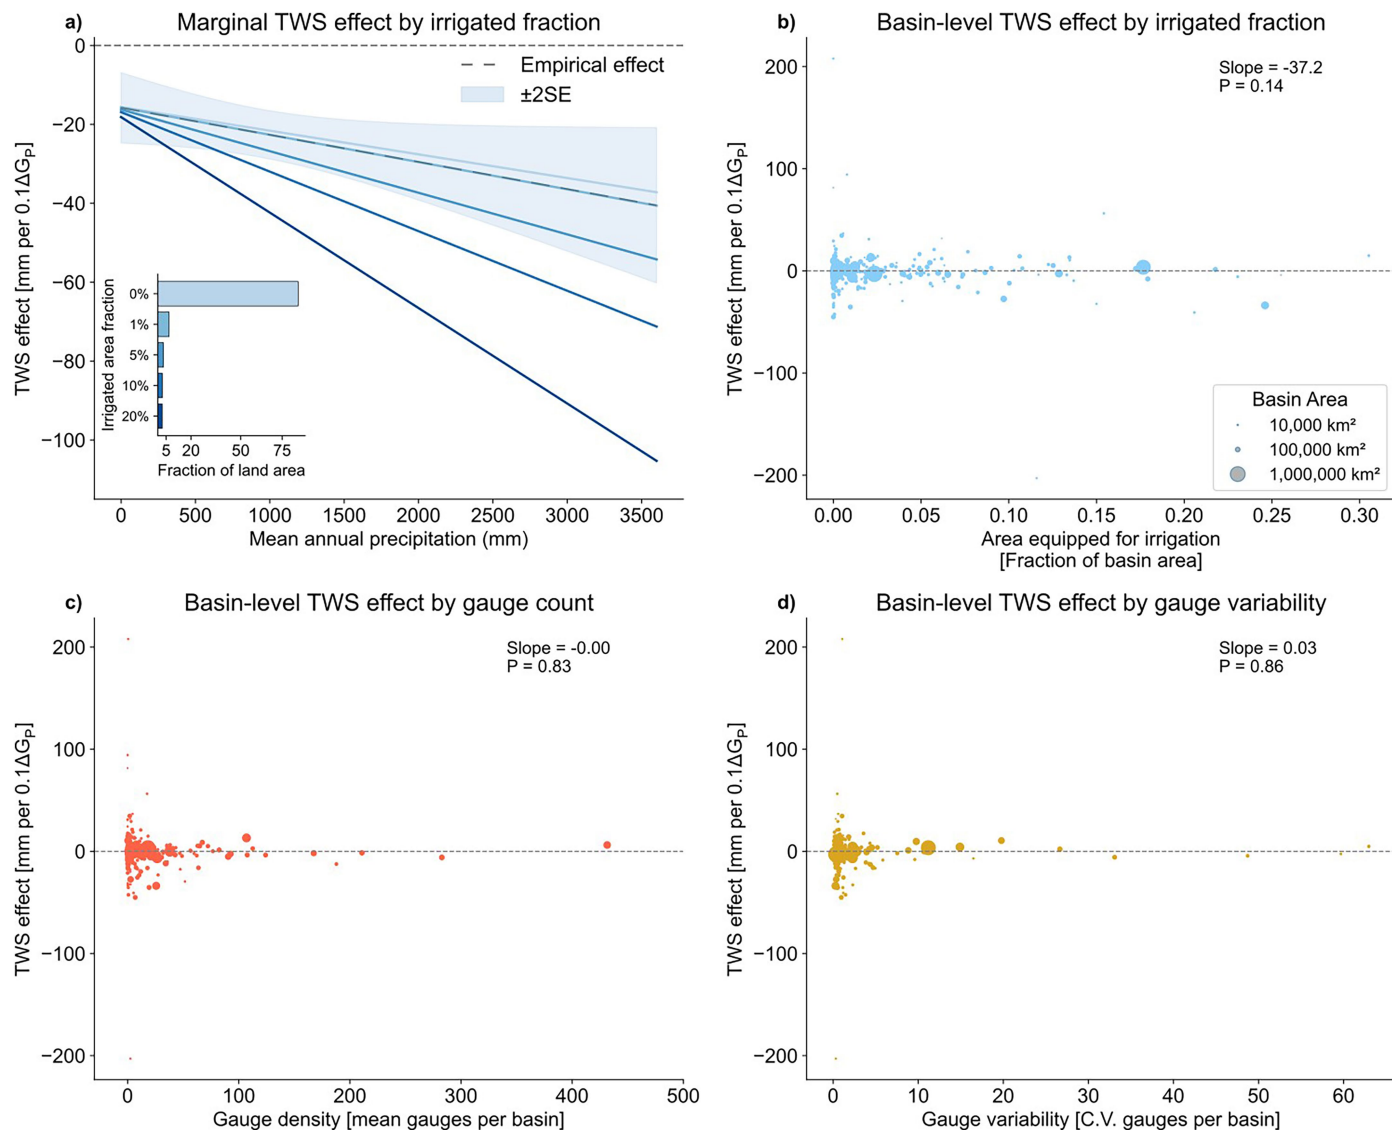 a) Marginal TWS effect by irrigated fraction
0
−20
−40
−60
−80
−100
TWS effect [mm per 0.1ΔGP]
Empirical effect
±2SE
Irrigated area fraction
0%
1%
5%
10%
20%
5 20 50 75
Fraction of land area
0 500 1000 1500 2000 2500 3000 3500
Mean annual precipitation (mm)
b) Basin-level TWS effect by irrigated fraction
200
100
0
−100
−200
TWS effect [mm per 0.1ΔGP]
Slope = -37.2
P = 0.14
Basin Area
10,000 km²
100,000 km²
1,000,000 km²
0.00 0.05 0.10 0.15 0.20 0.25 0.30
Area equipped for irrigation
[Fraction of basin area]
c) Basin-level TWS effect by gauge count
200
100
0
−100
−200
TWS effect [mm per 0.1ΔGP]
Slope = -0.00
P = 0.83
0 100 200 300 400 500
Gauge density [mean gauges per basin]
d) Basin-level TWS effect by gauge variability
200
100
0
−100
−200
TWS effect [mm per 0.1ΔGP]
Slope = 0.03
P = 0.86
0 10 20 30 40 50 60
Gauge variability [C.V. gauges per basin]